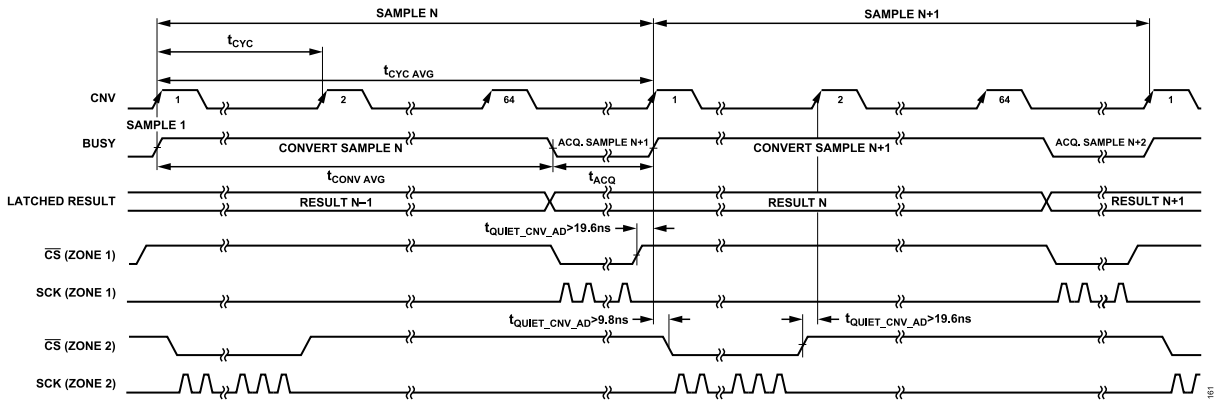 SAMPLE N
SAMPLE N+1
tCYC
tCYC AVG
CNV
1
2
64
1
2
64
1
SAMPLE 1
BUSY
CONVERT SAMPLE N
ACQ. SAMPLE N+1
CONVERT SAMPLE N+1
ACQ. SAMPLE N+2
tCONV AVG
tACQ
LATCHED RESULT
RESULT N–1
RESULT N
RESULT N+1
tQUIET_CNV_AD>19.6ns
CS (ZONE 1)
SCK (ZONE 1)
tQUIET_CNV_AD>9.8ns
tQUIET_CNV_AD>19.6ns
CS (ZONE 2)
SCK (ZONE 2)
161